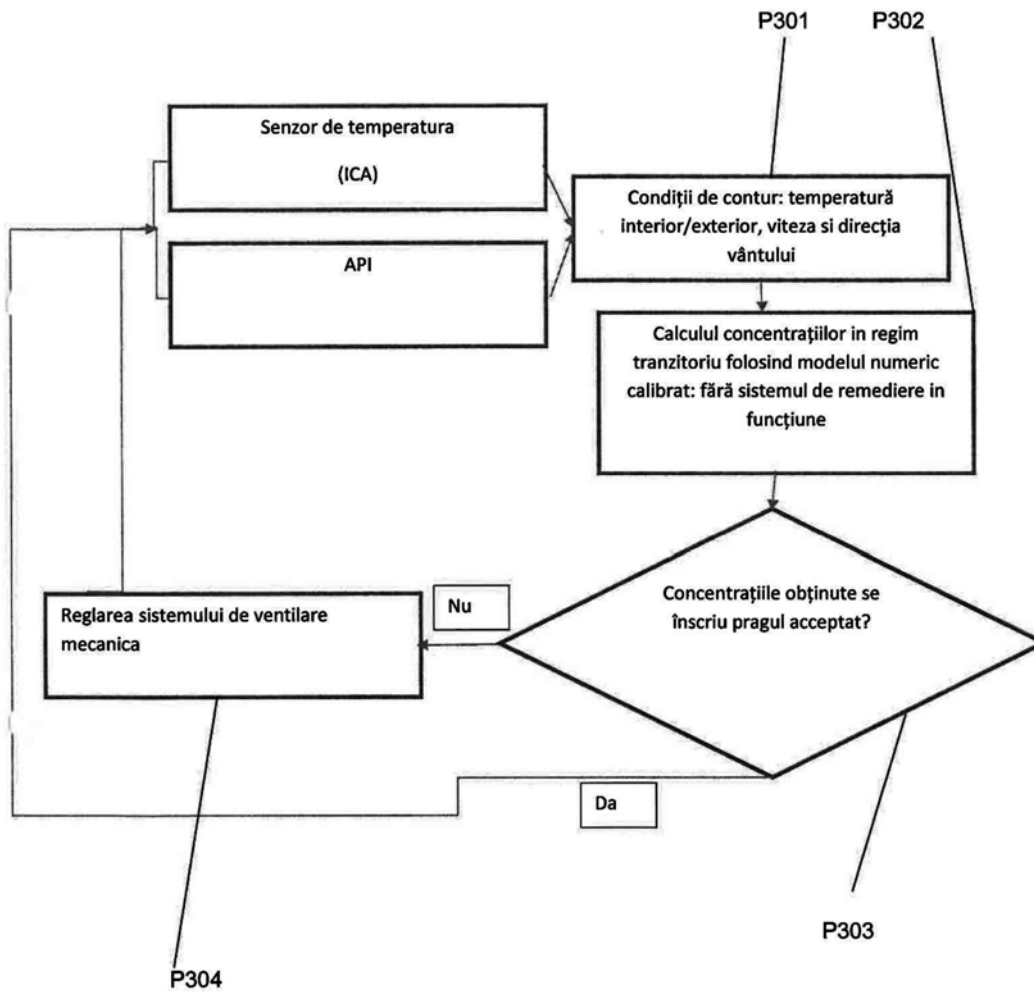 P301
P302
Senzor de temperatura
(ICA)
Condiții de contur: temperatură
interior/exterior, viteza si direcția
vântului
API
Calculul concentrațiilor in regim
tranzitoriu folosind modelul numeric
calibrat: fără sistemul de remediere in
funcțiune
Concentrațiile obținute se
înscriu pragul acceptat?
Nu
Reglarea sistemului de ventilare
mecanica
Da
P303
P304